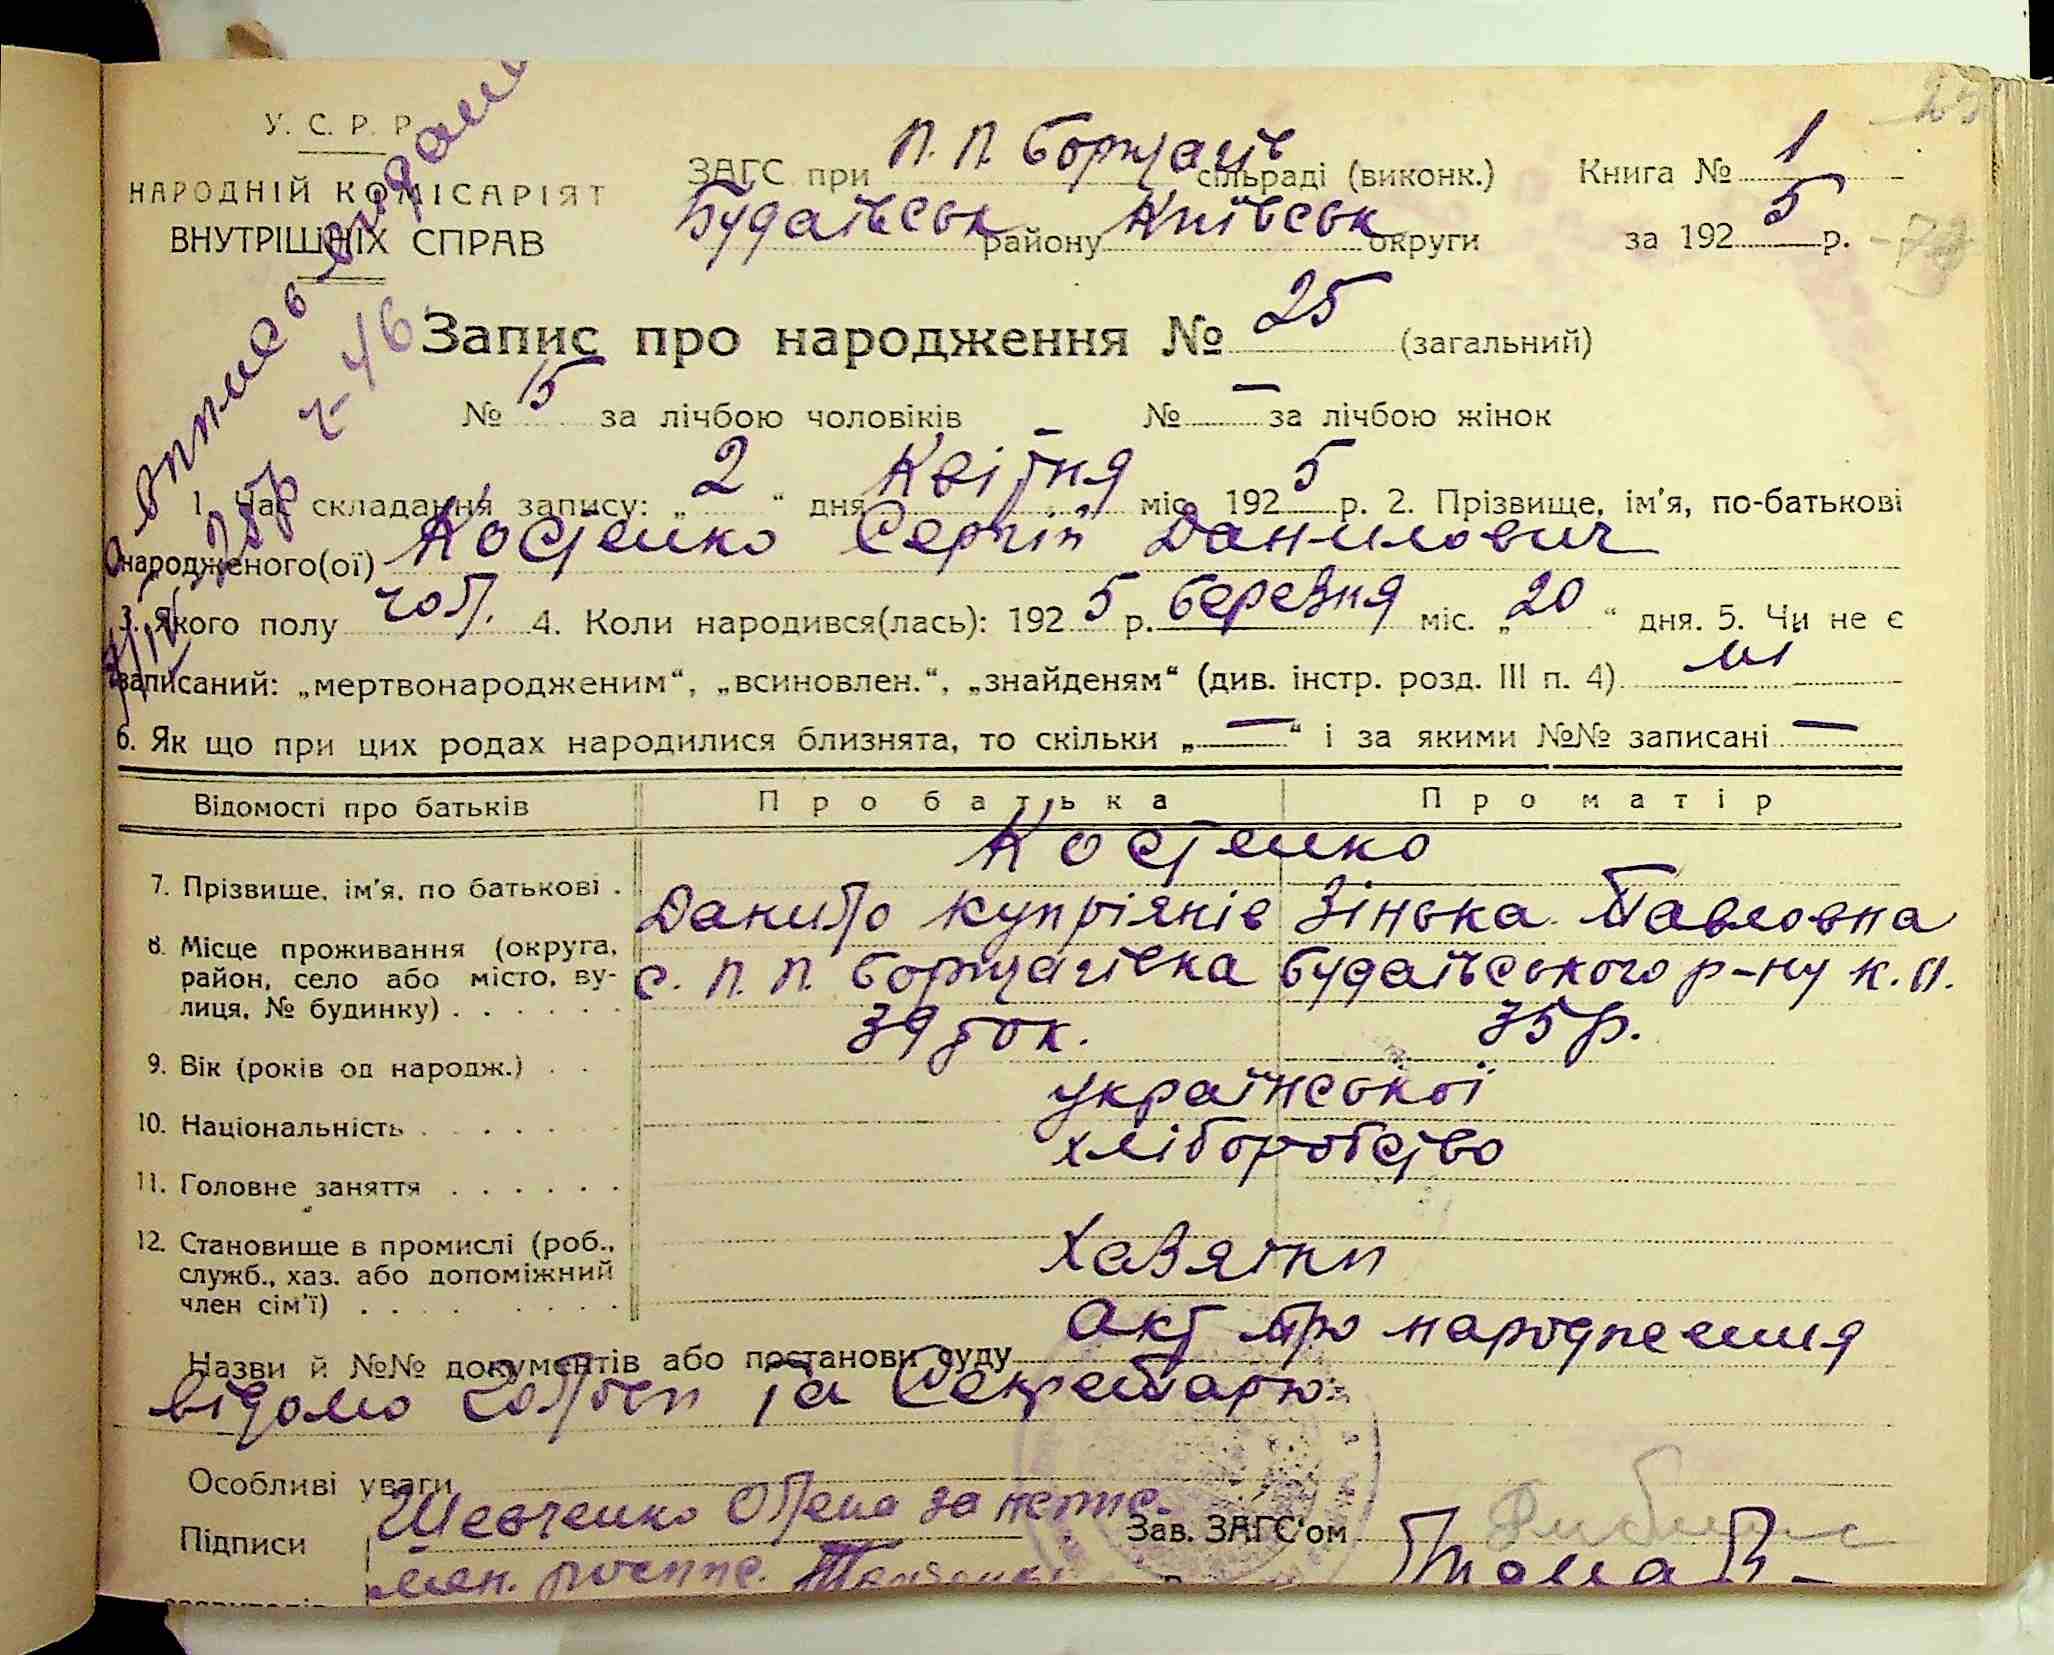 25
У. С. Р. Р.
НАРОДНІЙ КОМІСАРІЯТ
ВНУТРІШНІХ СПРАВ
ЗАГС при П. П. Борщагів сільраді (виконк.) Книга № 1
Будаївськ району Київськ округи за 1925 р.
Запис про народження № 25 (загальний)
№ 15 за лічбою чоловіків № — за лічбою жінок
1. Час складання запису: „2“ дня Квітня міс. 1925 р. 2. Прізвище, ім'я, по-батькові
народженого(ої) Костенко Сергій Данилович
3. Якого полу чол. 4. Коли народився(лась): 1925 р. березня міс. „20“ дня. 5. Чи не є
записаний: „мертвонародженим“, „всиновлен.“, „знайденям“ (див. інстр. розд. III п. 4) ні
6. Як що при цих родах народилися близнята, то скільки „—“ і за якими №№ записані —
Відомості про батьків Про батька Про матір
Костенко
7. Прізвище, ім'я, по батькові . Данило Купріянів Зінька Павловна
8. Місце проживання (округа, район, село або місто, вулиця, № будинку) . . . . . . с. П. П. Борщагівка Будаївського р-ну К. О.
9. Вік (років од народж.) . . 39 рок. 35 р.
10. Національність . . . . . . української
11. Головне заняття . . . . . . хліборобство
12. Становище в промислі (роб., служб., хаз. або допоміжний член сім'ї) . . . . . . . . Хазяїни
Назви й №№ документів або постанови суду Акт про народження
відомо голові та Секретарю.
Особливі уваги
Підписи Шевченко Олена за неписм. Зав. ЗАГС'ом